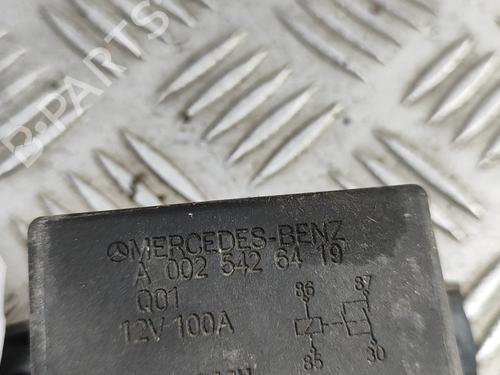 B-PARTS
MERCEDES-BENZ
A 002 542 64 19
Q01
12V 100A
86 87
85 30